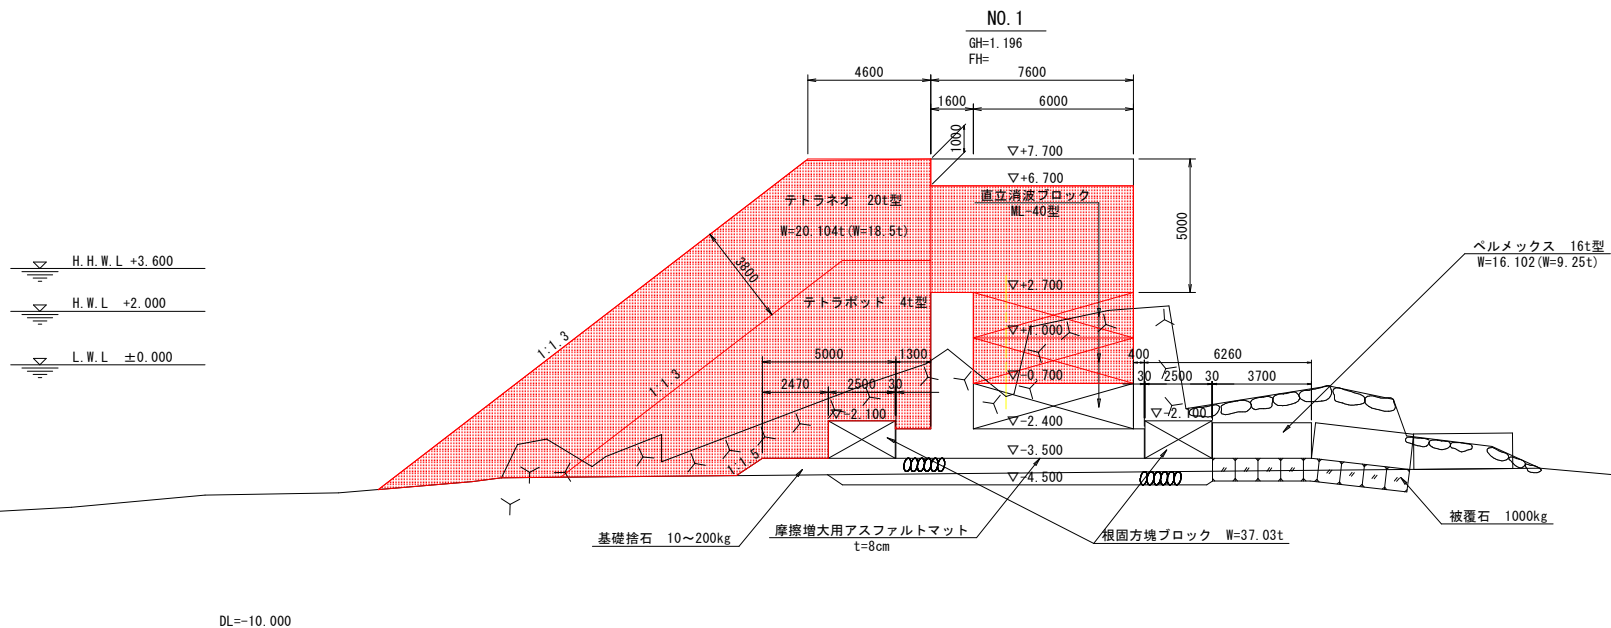 NO.1
GH=1.196
FH=
4600
7600
1600
6000
1000
▽+7.700
▽+6.700
直立消波ブロック
ML-40型
テトラネオ 20t型
W=20.104t(W=18.5t)
5000
ペルメックス 16t型
W=16.102(W=9.25t)
H.H.W.L +3.600
3800
▽+2.700
テトラポッド 4t型
H.W.L +2.000
▽+1.000
1:1.3
L.W.L ±0.000
5000
1300
400
6260
1:1.3
▽-0.700
2470
2500
30
30
2500
30
3700
▽-2.100
▽-2.100
▽-2.400
▽-3.500
1:1.5
▽-4.500
被覆石 1000kg
基礎捨石 10~200kg
摩擦増大用アスファルトマット
t=8cm
根固方塊ブロック W=37.03t
DL=-10.000